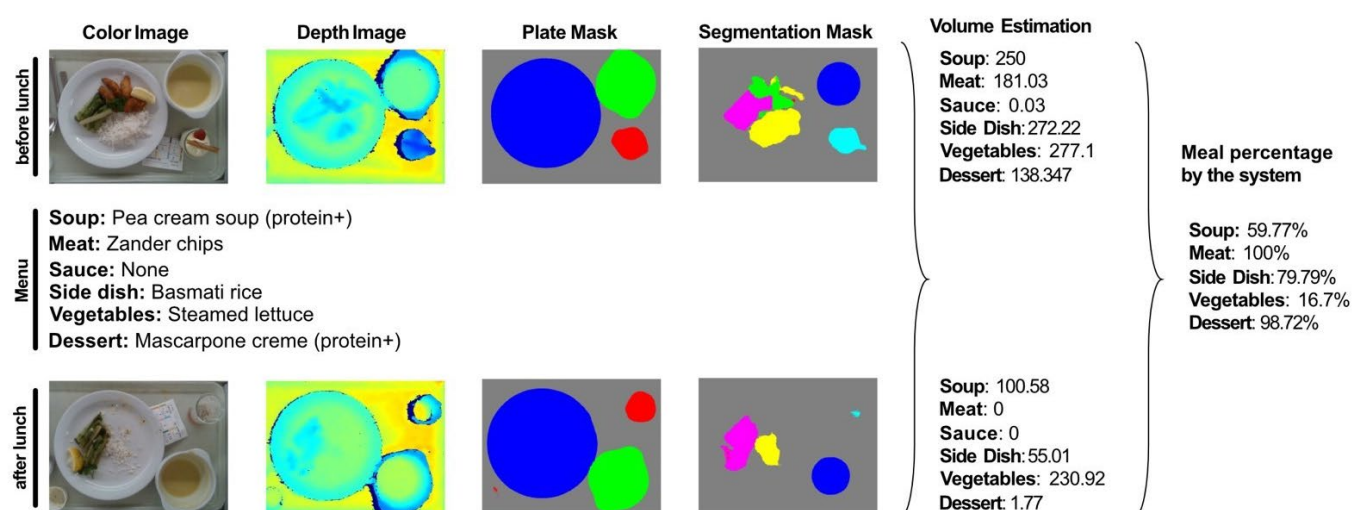 Color Image
Depth Image
Plate Mask
Segmentation Mask
Volume Estimation
before lunch
Soup: 250
Meat: 181.03
Sauce: 0.03
Side Dish:272.22
Vegetables: 277.1
Dessert: 138.347
Meal percentage
by the system
Soup: 59.77%
Meat: 100%
Side Dish:79.79%
Vegetables: 16.7%
Dessert: 98.72%
Menu
Soup: Pea cream soup (protein+)
Meat: Zander chips
Sauce: None
Side dish: Basmati rice
Vegetables: Steamed lettuce
Dessert: Mascarpone creme (protein+)
after lunch
Soup: 100.58
Meat: 0
Sauce: 0
Side Dish:55.01
Vegetables: 230.92
Dessert: 1.77